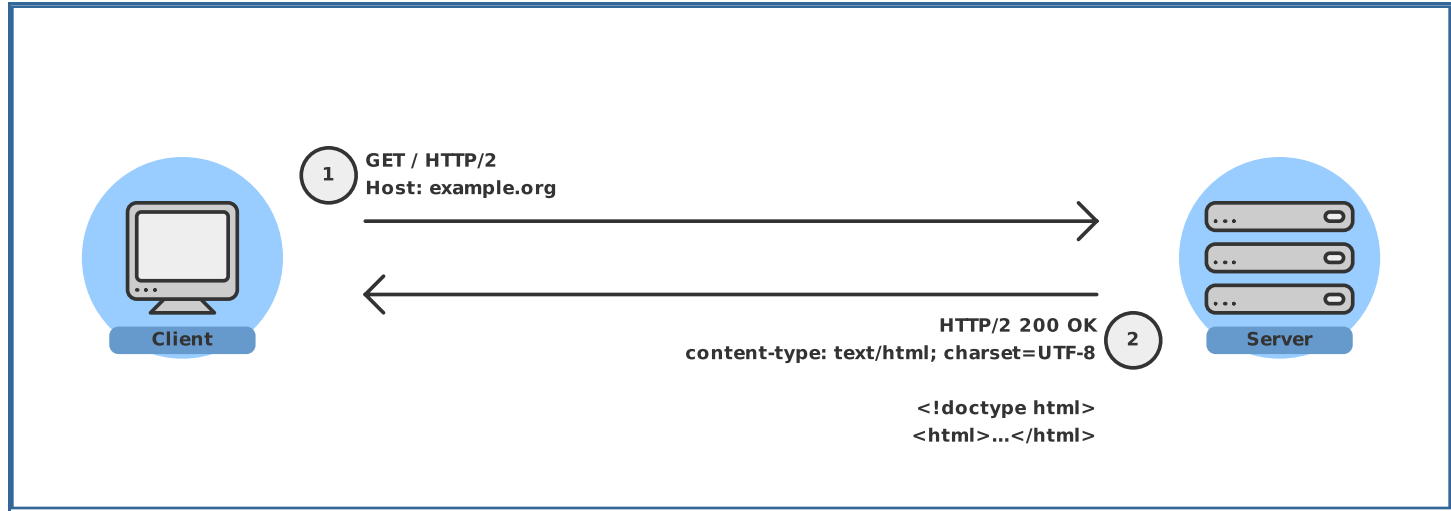 1
GET / HTTP/2
Host: example.org
Client
HTTP/2 200 OK
content-type: text/html; charset=UTF-8
2
<!doctype html>
<html>…</html>
Server